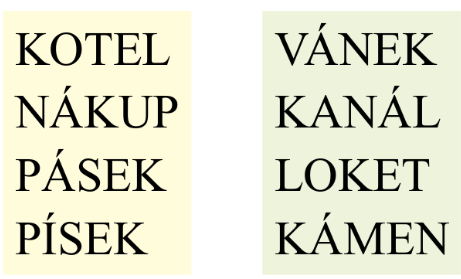 KOTEL
NÁKUP
PÁSEK
PÍSEK
VÁNEK
KANÁL
LOKET
KÁMEN